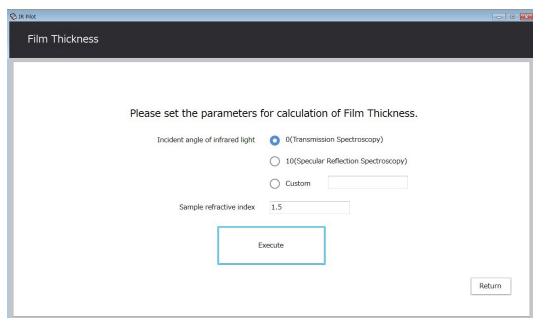 IR Pilot
Film Thickness
Please set the parameters for calculation of Film Thickness.
Incident angle of infrared light
0(Transmission Spectroscopy)
10(Specular Reflection Spectroscopy)
Custom
Sample refractive index
1.5
Execute
Return